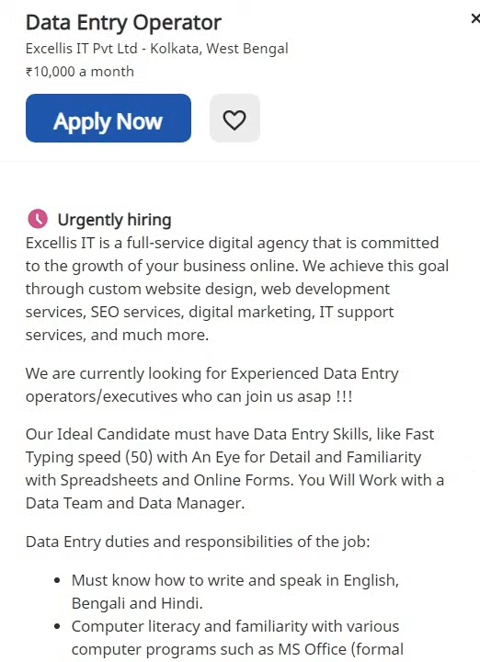 Data Entry Operator
Excellis IT Pvt Ltd - Kolkata, West Bengal
₹10,000 a month
Apply Now
Urgently hiring
Excellis IT is a full-service digital agency that is committed
to the growth of your business online. We achieve this goal
through custom website design, web development
services, SEO services, digital marketing, IT support
services, and much more.
We are currently looking for Experienced Data Entry
operators/executives who can join us asap !!!
Our Ideal Candidate must have Data Entry Skills, like Fast
Typing speed (50) with An Eye for Detail and Familiarity
with Spreadsheets and Online Forms. You Will Work with a
Data Team and Data Manager.
Data Entry duties and responsibilities of the job:
• Must know how to write and speak in English,
Bengali and Hindi.
• Computer literacy and familiarity with various
computer programs such as MS Office (formal